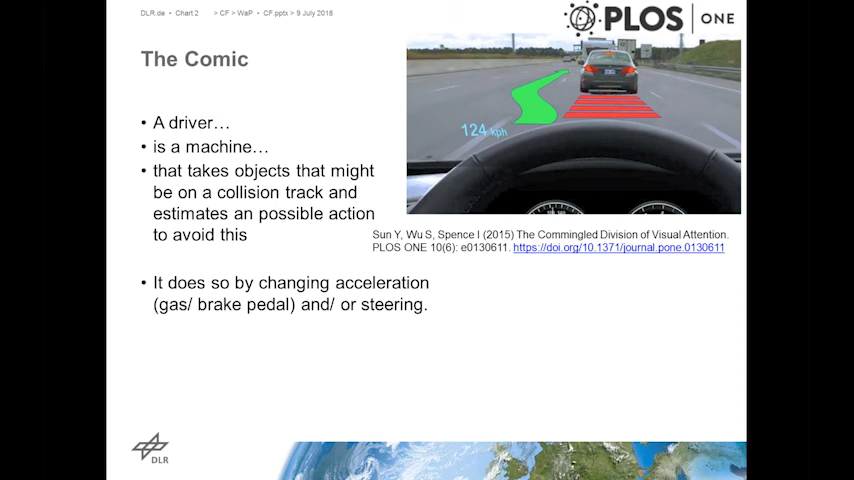 DLR.de • Chart 2 > CF > WaP • CF.pptx > 9 July 2018
PLOS ONE
The Comic
124 kph
• A driver…
• is a machine…
• that takes objects that might
be on a collision track and
estimates an possible action
to avoid this
Sun Y, Wu S, Spence I (2015) The Commingled Division of Visual Attention.
PLOS ONE 10(6): e0130611. https://doi.org/10.1371/journal.pone.0130611
• It does so by changing acceleration
(gas/ brake pedal) and/ or steering.
DLR